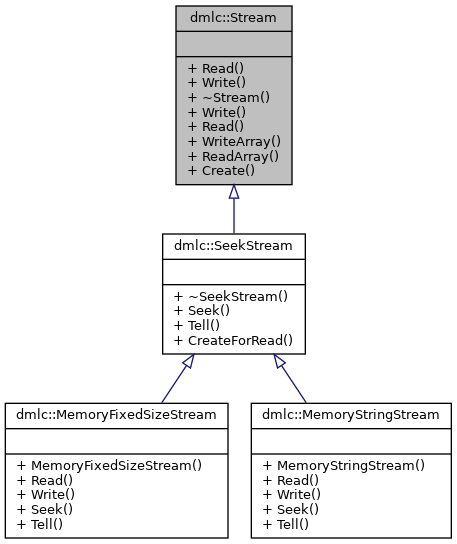 dmlc::Stream
+ Read()
+ Write()
+ ~Stream()
+ Write()
+ Read()
+ WriteArray()
+ ReadArray()
+ Create()
dmlc::SeekStream
+ ~SeekStream()
+ Seek()
+ Tell()
+ CreateForRead()
dmlc::MemoryFixedSizeStream
+ MemoryFixedSizeStream()
+ Read()
+ Write()
+ Seek()
+ Tell()
dmlc::MemoryStringStream
+ MemoryStringStream()
+ Read()
+ Write()
+ Seek()
+ Tell()